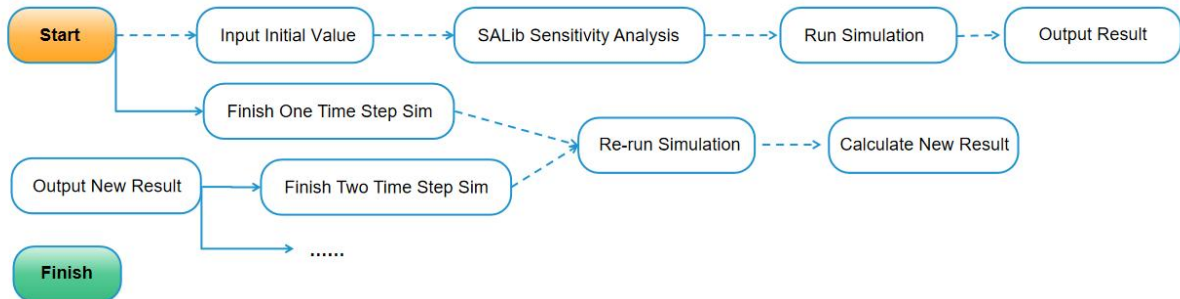 Start
Input Initial Value
SALib Sensitivity Analysis
Run Simulation
Output Result
Finish One Time Step Sim
Re-run Simulation
Calculate New Result
Output New Result
Finish Two Time Step Sim
......
Finish